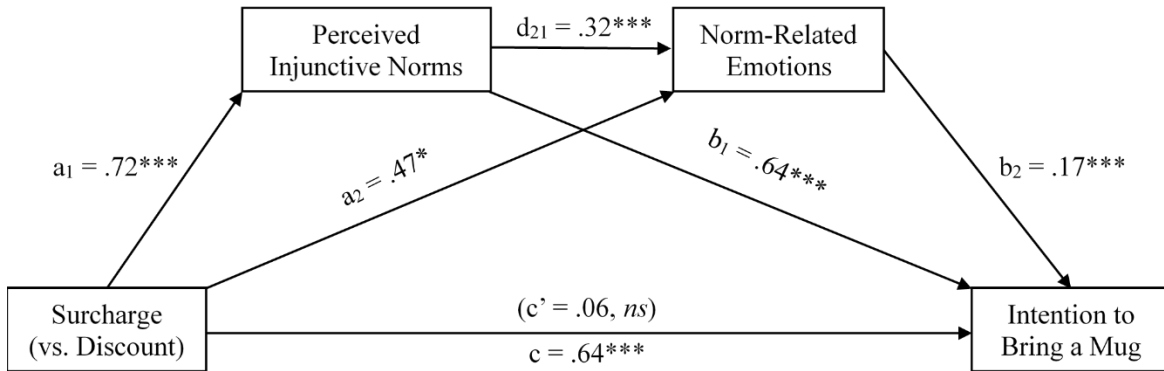 Perceived
Injunctive Norms
d21 = .32***
Norm-Related
Emotions
a1 = .72***
a2 = .47*
b1 = .64***
b2 = .17***
Surcharge
(vs. Discount)
(c’ = .06, ns)
c = .64***
Intention to
Bring a Mug